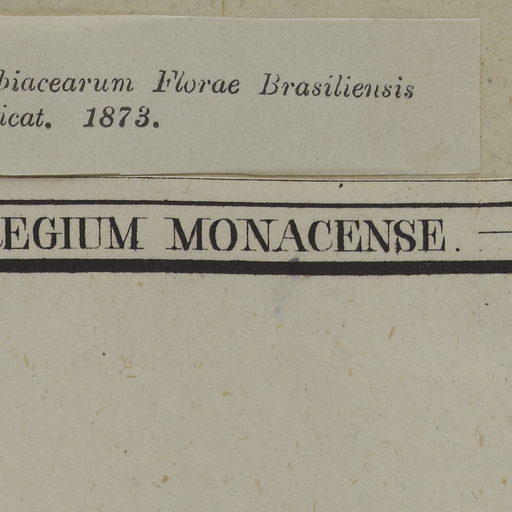 biacearum Florae Brasiliensis
icat. 1873.
EGIUM MONACENSE.